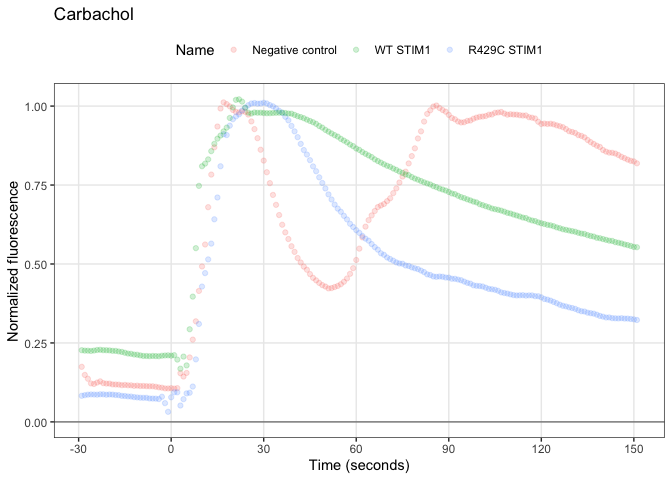 Carbachol
Name Negative control WT STIM1 R429C STIM1
Normalized fluorescence
1.00
0.75
0.50
0.25
0.00
-30 0 30 60 90 120 150
Time (seconds)